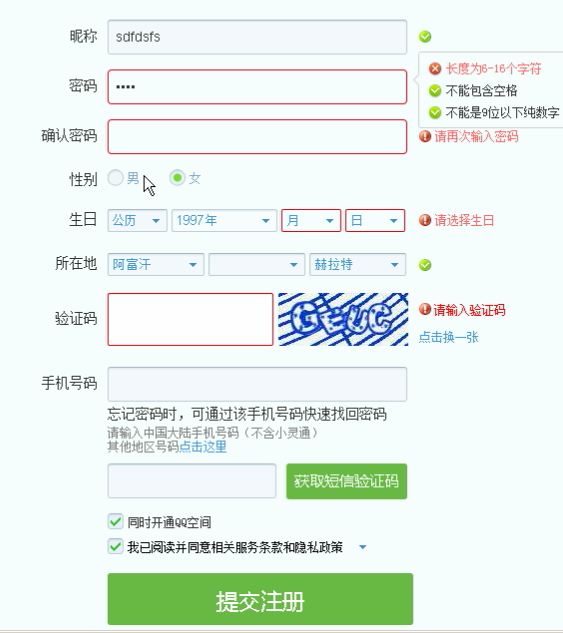 昵称 sdfdsfs
长度为6-16个字符
密码 ••••
不能包含空格
不能是9位以下纯数字
确认密码 请再次输入密码
性别 男 女
生日 公历 1997年 月 日 请选择生日
所在地 阿富汗 赫拉特
验证码 请输入验证码
点击换一张
手机号码
忘记密码时，可通过该手机号码快速找回密码
请输入中国大陆手机号码（不含小灵通）
其他地区号码点击这里
获取短信验证码
同时开通QQ空间
我已阅读并同意相关服务条款和隐私政策
提交注册